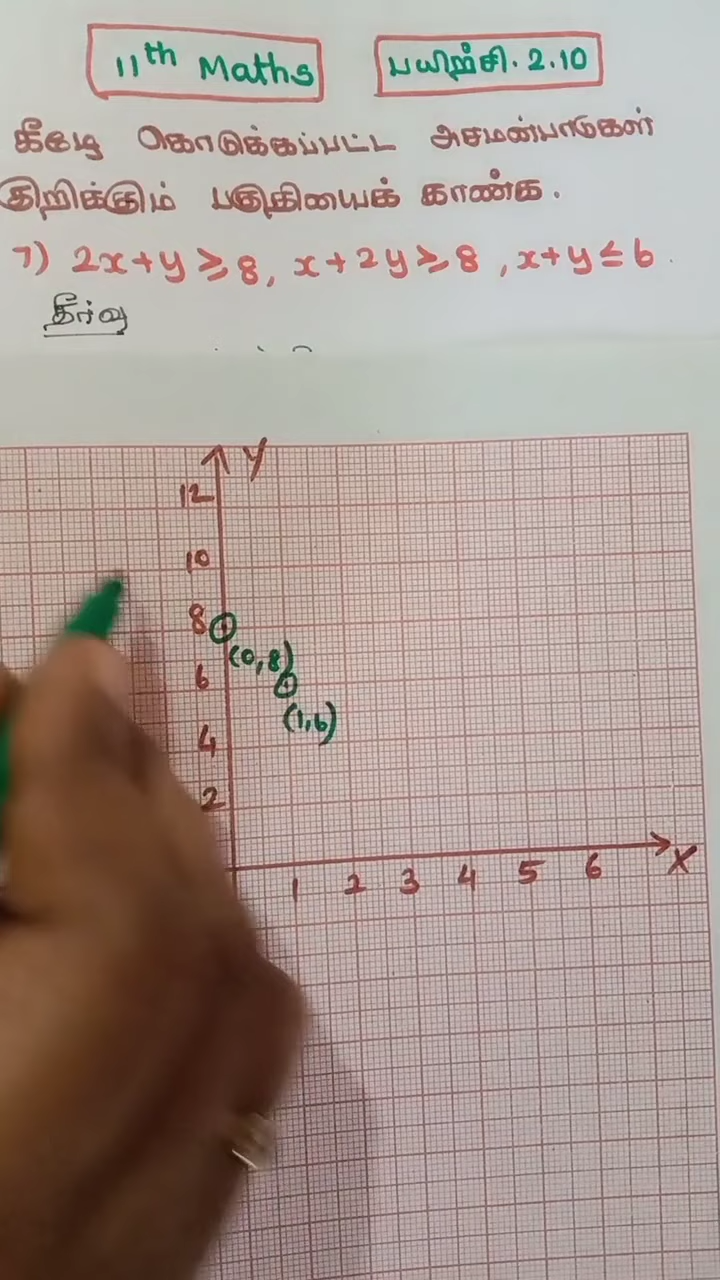 11th Maths
பயிற்சி. 2.10
கீழே கொடுக்கப்பட்ட அசமன்பாடுகள்
குறிக்கும் பகுதியைக் காண்க.
7) 2x+y≥8, x+2y≥8, x+y≤6.
தீர்வு
y
12
10
8
(0,8)
6
(1,6)
4
2
X
1 2 3 4 5 6